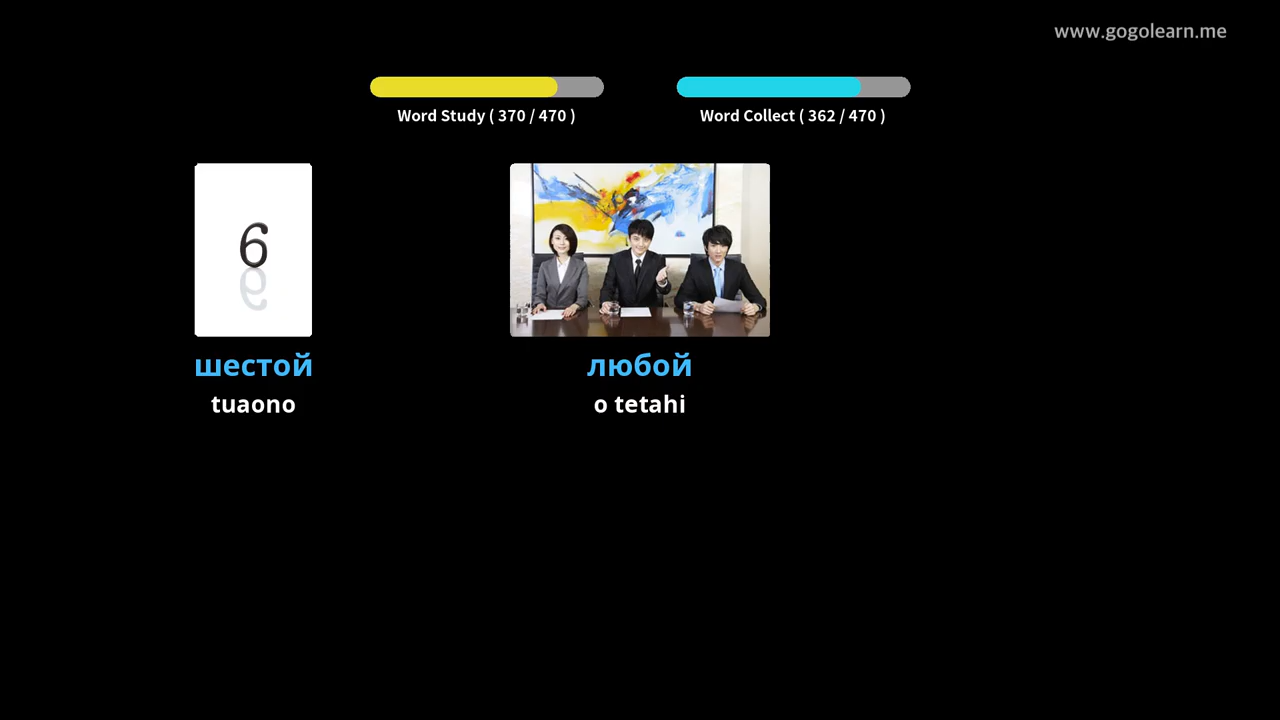 www.gogolearn.me
Word Study ( 370 / 470 )
Word Collect ( 362 / 470 )
6
шестой
tuaono
любой
o tetahi